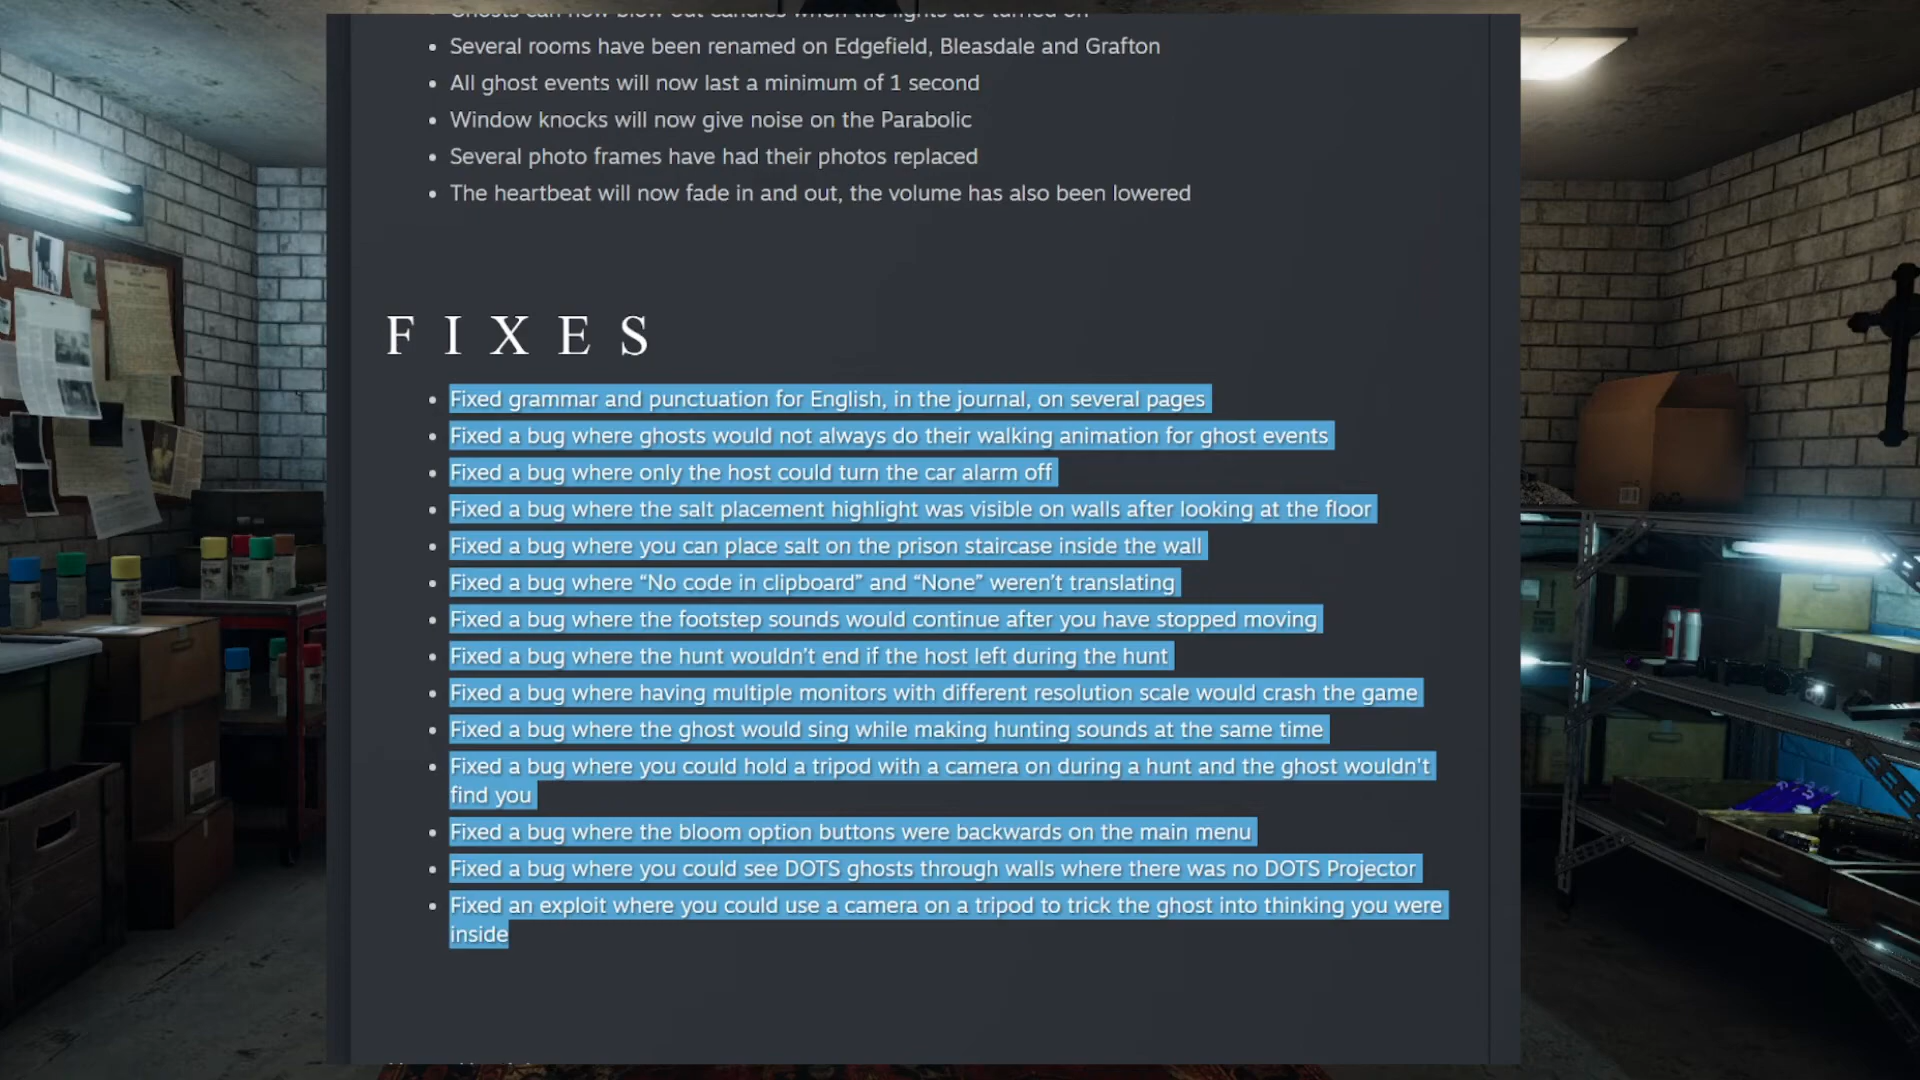 Ghosts can now blow out candles when the lights are turned on
Several rooms have been renamed on Edgefield, Bleasdale and Grafton
All ghost events will now last a minimum of 1 second
Window knocks will now give noise on the Parabolic
Several photo frames have had their photos replaced
The heartbeat will now fade in and out, the volume has also been lowered
FIXES
Fixed grammar and punctuation for English, in the journal, on several pages
Fixed a bug where ghosts would not always do their walking animation for ghost events
Fixed a bug where only the host could turn the car alarm off
Fixed a bug where the salt placement highlight was visible on walls after looking at the floor
Fixed a bug where you can place salt on the prison staircase inside the wall
Fixed a bug where “No code in clipboard” and “None” weren’t translating
Fixed a bug where the footstep sounds would continue after you have stopped moving
Fixed a bug where the hunt wouldn’t end if the host left during the hunt
Fixed a bug where having multiple monitors with different resolution scale would crash the game
Fixed a bug where the ghost would sing while making hunting sounds at the same time
Fixed a bug where you could hold a tripod with a camera on during a hunt and the ghost wouldn't
find you
Fixed a bug where the bloom option buttons were backwards on the main menu
Fixed a bug where you could see DOTS ghosts through walls where there was no DOTS Projector
Fixed an exploit where you could use a camera on a tripod to trick the ghost into thinking you were
inside